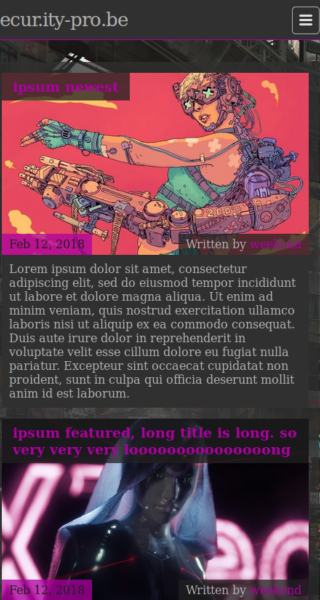 ecur.ity-pro.be
ipsum newest
Feb 12, 2018
Written by weekend
Lorem ipsum dolor sit amet, consectetur
adipiscing elit, sed do eiusmod tempor incididunt
ut labore et dolore magna aliqua. Ut enim ad
minim veniam, quis nostrud exercitation ullamco
laboris nisi ut aliquip ex ea commodo consequat.
Duis aute irure dolor in reprehenderit in
voluptate velit esse cillum dolore eu fugiat nulla
pariatur. Excepteur sint occaecat cupidatat non
proident, sunt in culpa qui officia deserunt mollit
anim id est laborum.
ipsum featured, long title is long. so
very very very looooooooooooooong
Feb 12, 2018
Written by weekend